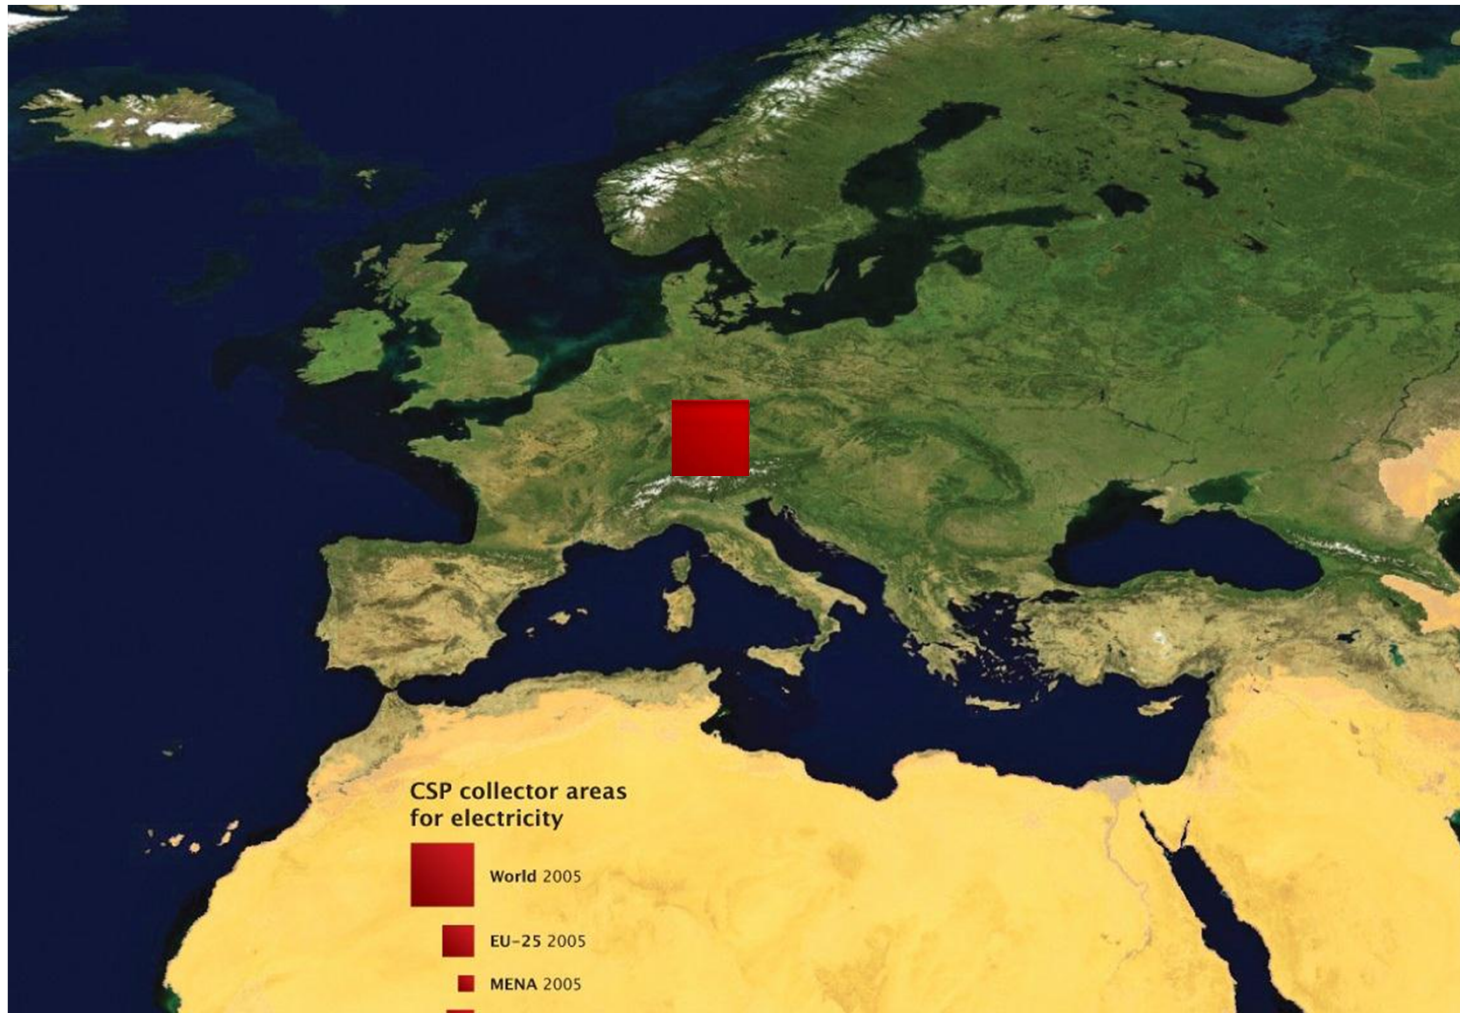 CSP collector areas
for electricity
World 2005
EU-25 2005
MENA 2005